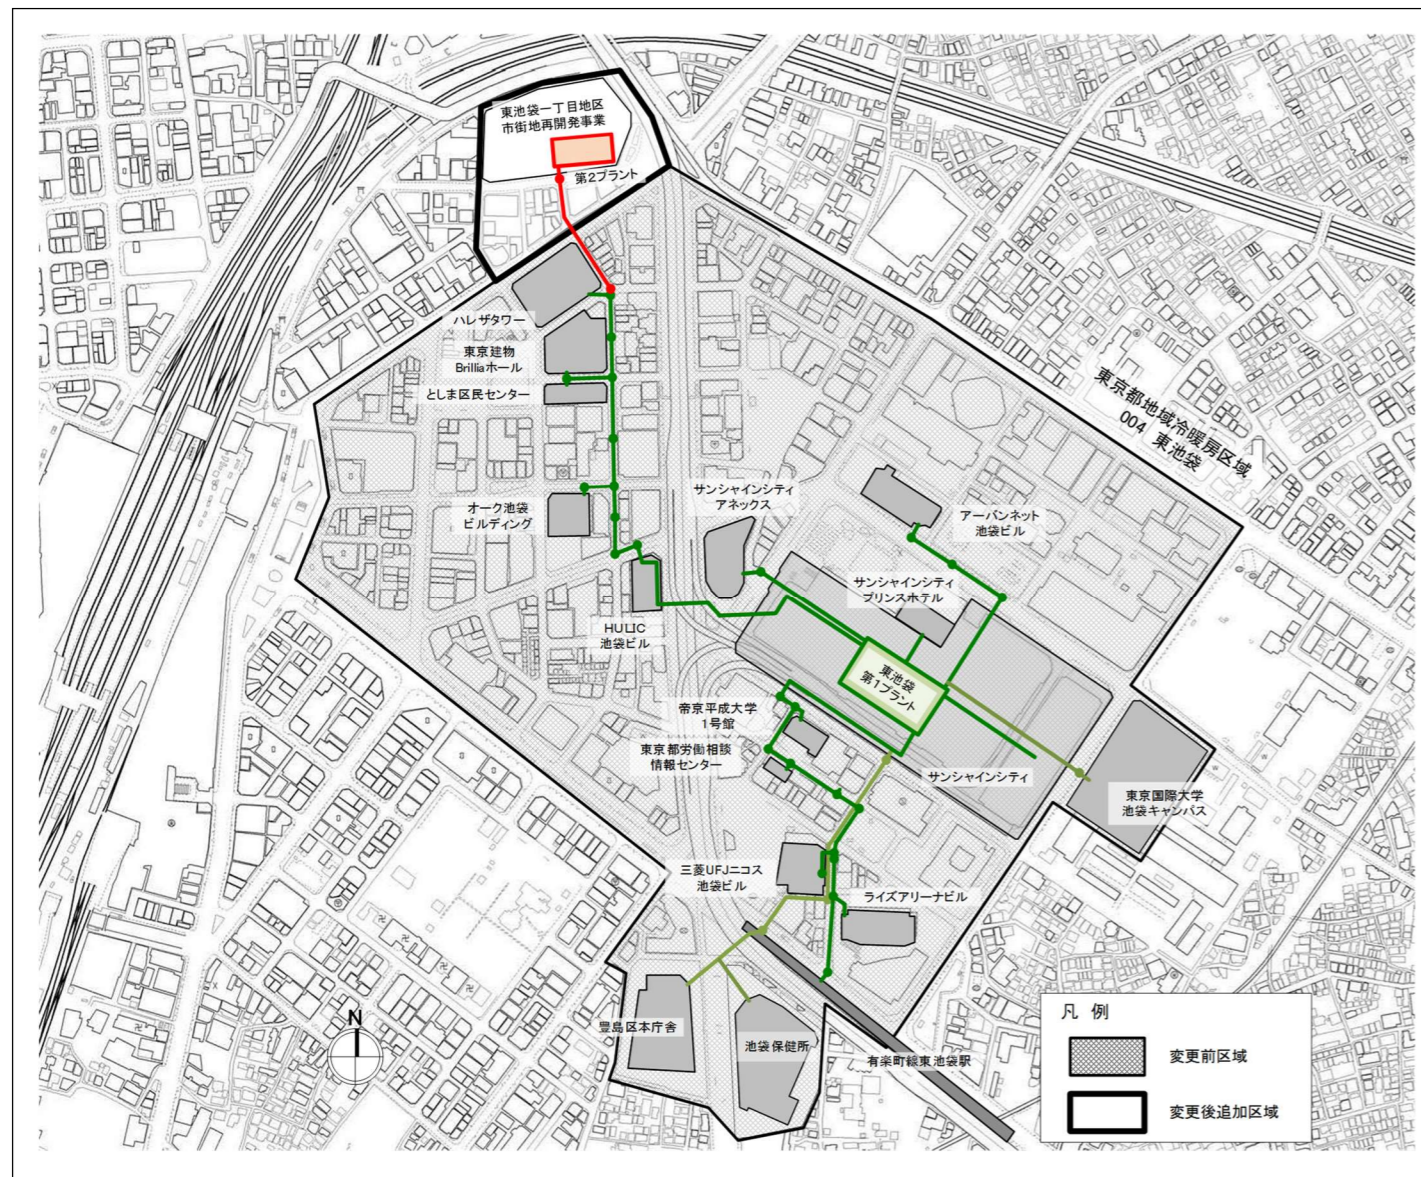 東池袋一丁目地区
市街地再開発事業
第2プラント
ハレザタワー
東京建物
Brilliaホール
としま区民センター
東京都地域冷暖房区域
004 東池袋
オーク池袋
ビルディング
サンシャインシティ
アネックス
アーバンネット
池袋ビル
サンシャインシティ
プリンスホテル
HULIC
池袋ビル
東池袋
第1プラント
帝京平成大学
1号館
東京都労働相談
情報センター
サンシャインシティ
東京国際大学
池袋キャンパス
三菱UFJニコス
池袋ビル
ライズアリーナビル
N
豊島区本庁舎
池袋保健所
有楽町線東池袋駅
凡 例
変更前区域
変更後追加区域